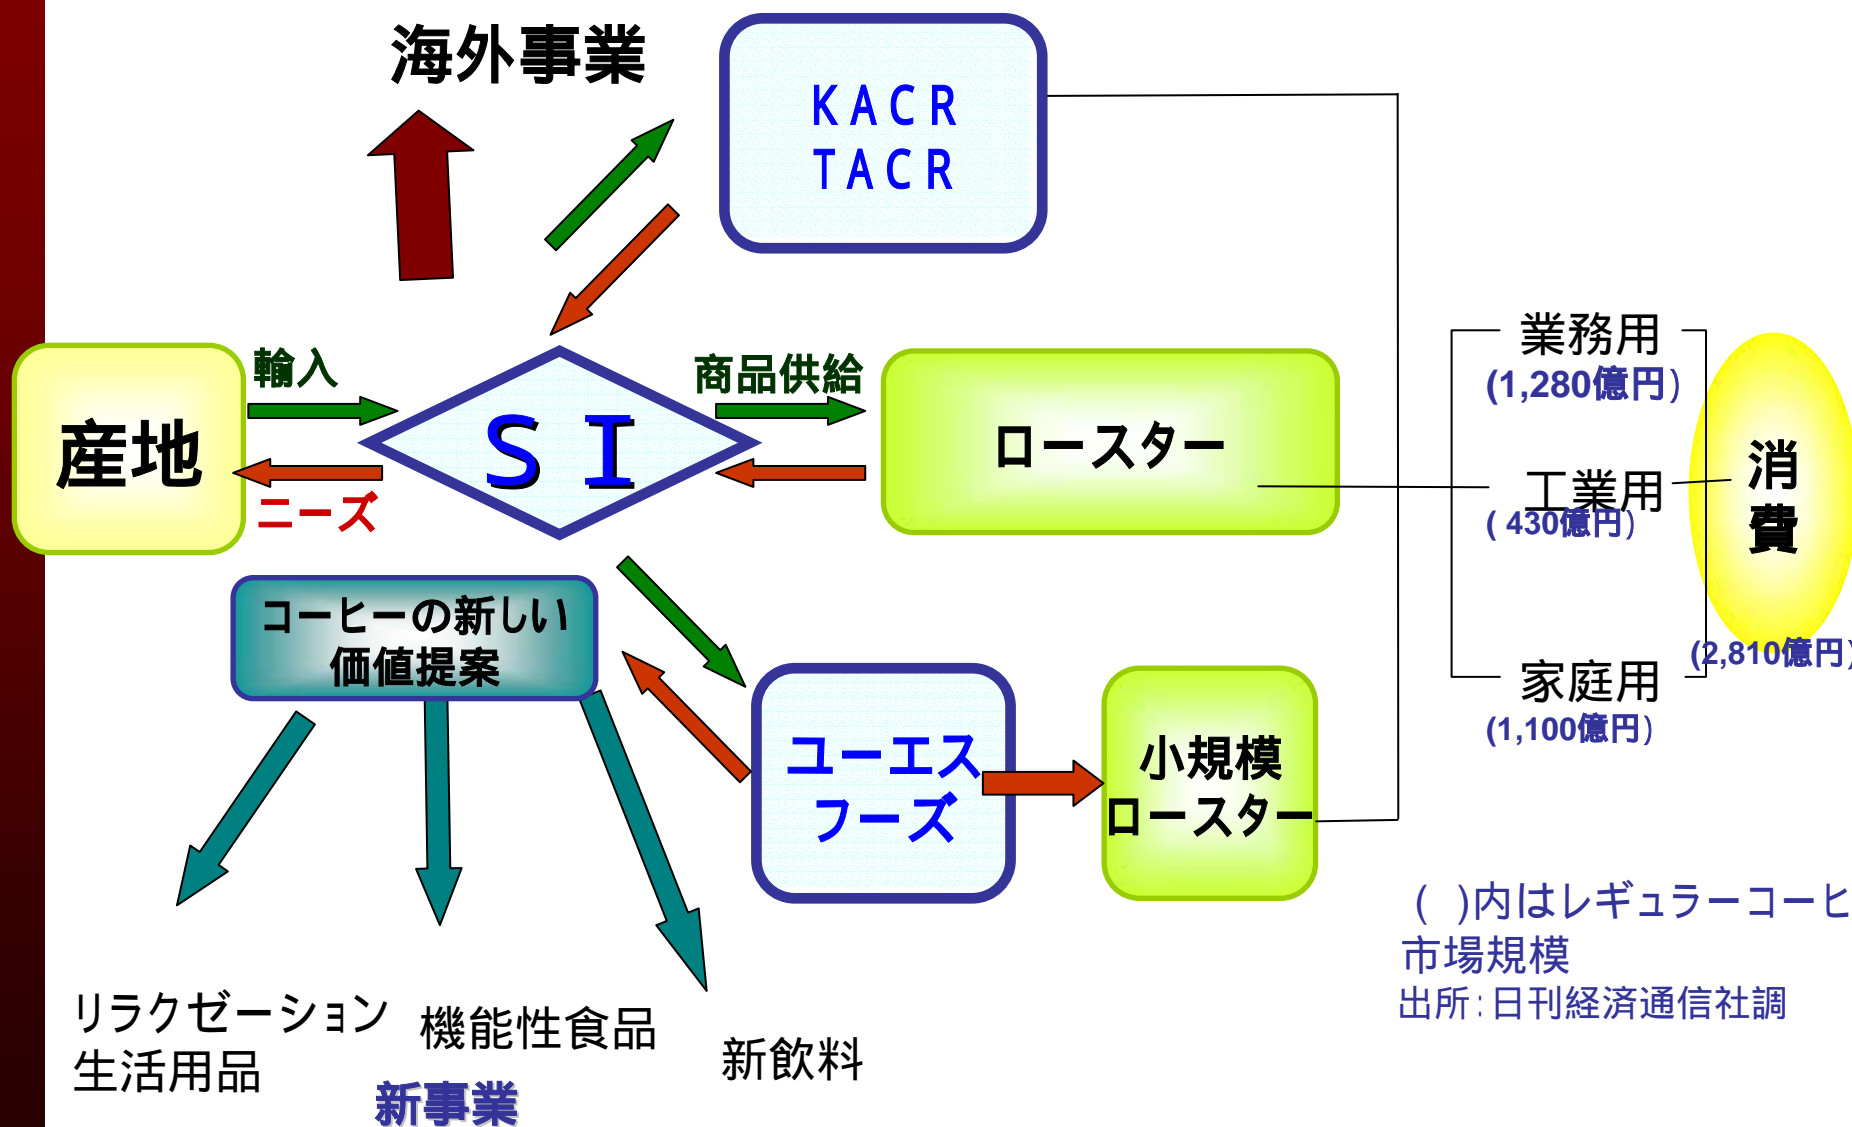 海外事業
KACR
TACR
輸入
商品供給
産地
SI
ロースター
ニーズ
業務用
(1,280億円)
工業用
( 430億円)
消
費
(2,810億円)
家庭用
(1,100億円)
コーヒーの新しい
価値提案
ユーエス
フーズ
小規模
ロースター
( )内はレギュラーコーヒ
市場規模
出所:日刊経済通信社調
リラクゼーション
生活用品
機能性食品
新飲料
新事業